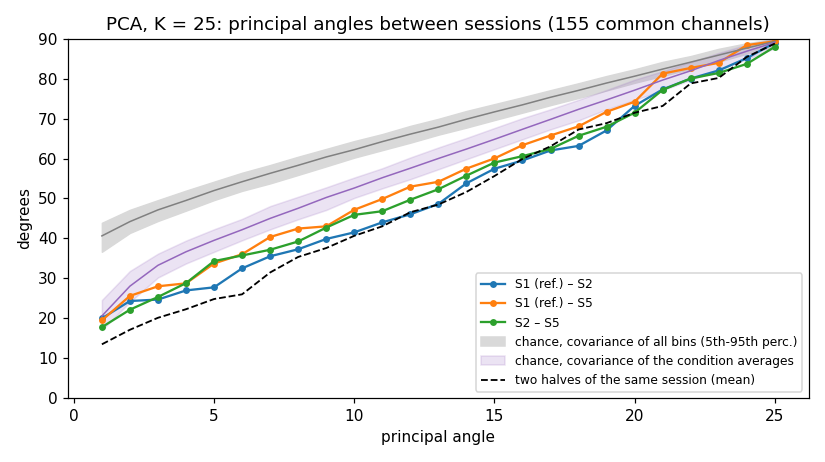 PCA, K = 25: principal angles between sessions (155 common channels)
90
80
70
60
50
40
30
20
10
0
degrees
S1 (ref.) – S2
S1 (ref.) – S5
S2 – S5
chance, covariance of all bins (5th-95th perc.)
chance, covariance of the condition averages
two halves of the same session (mean)
0 5 10 15 20 25
principal angle